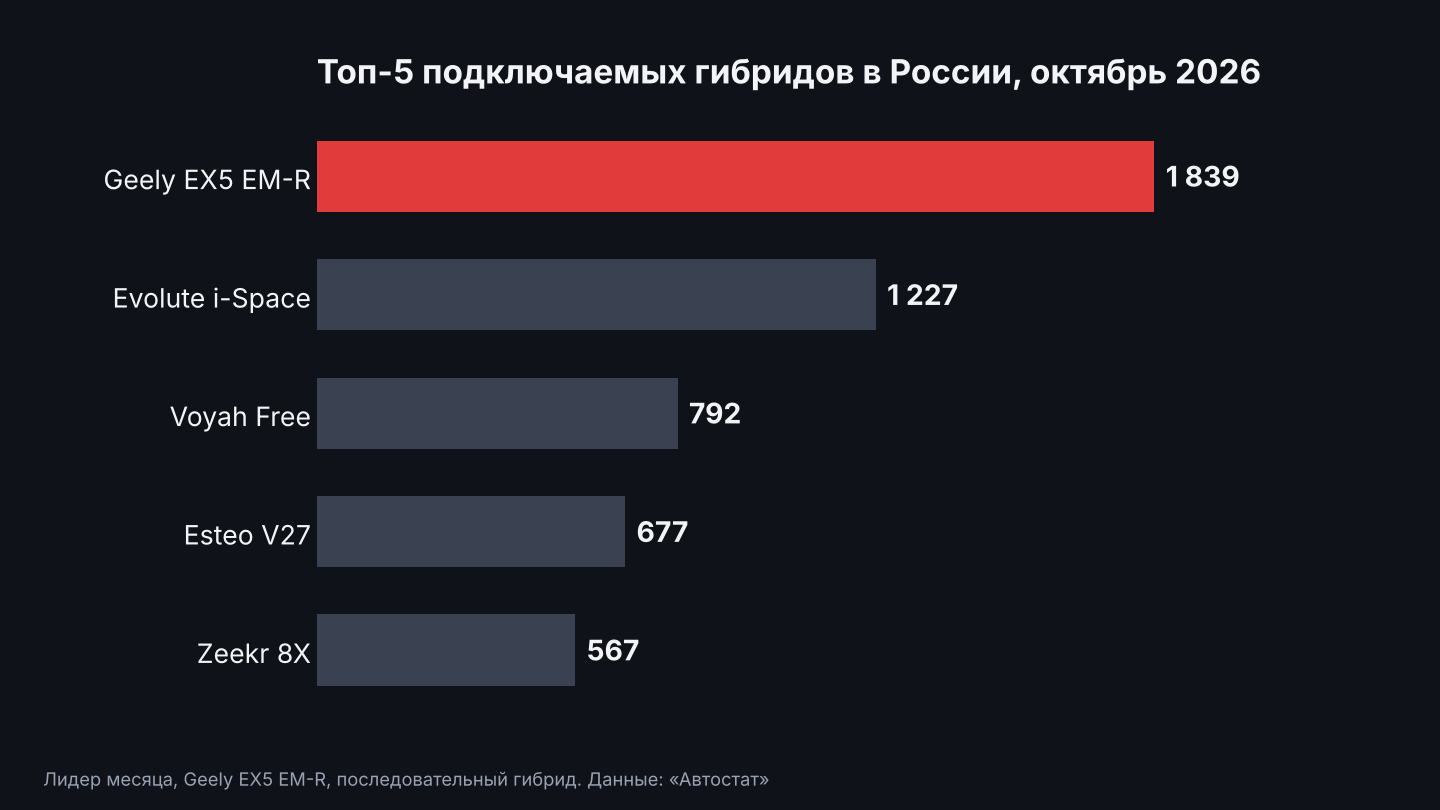 Топ-5 подключаемых гибридов в России, октябрь 2026
Geely EX5 EM-R 1 839
Evolute i-Space 1 227
Voyah Free 792
Esteo V27 677
Zeekr 8X 567
Лидер месяца, Geely EX5 EM-R, последовательный гибрид. Данные: «Автостат»